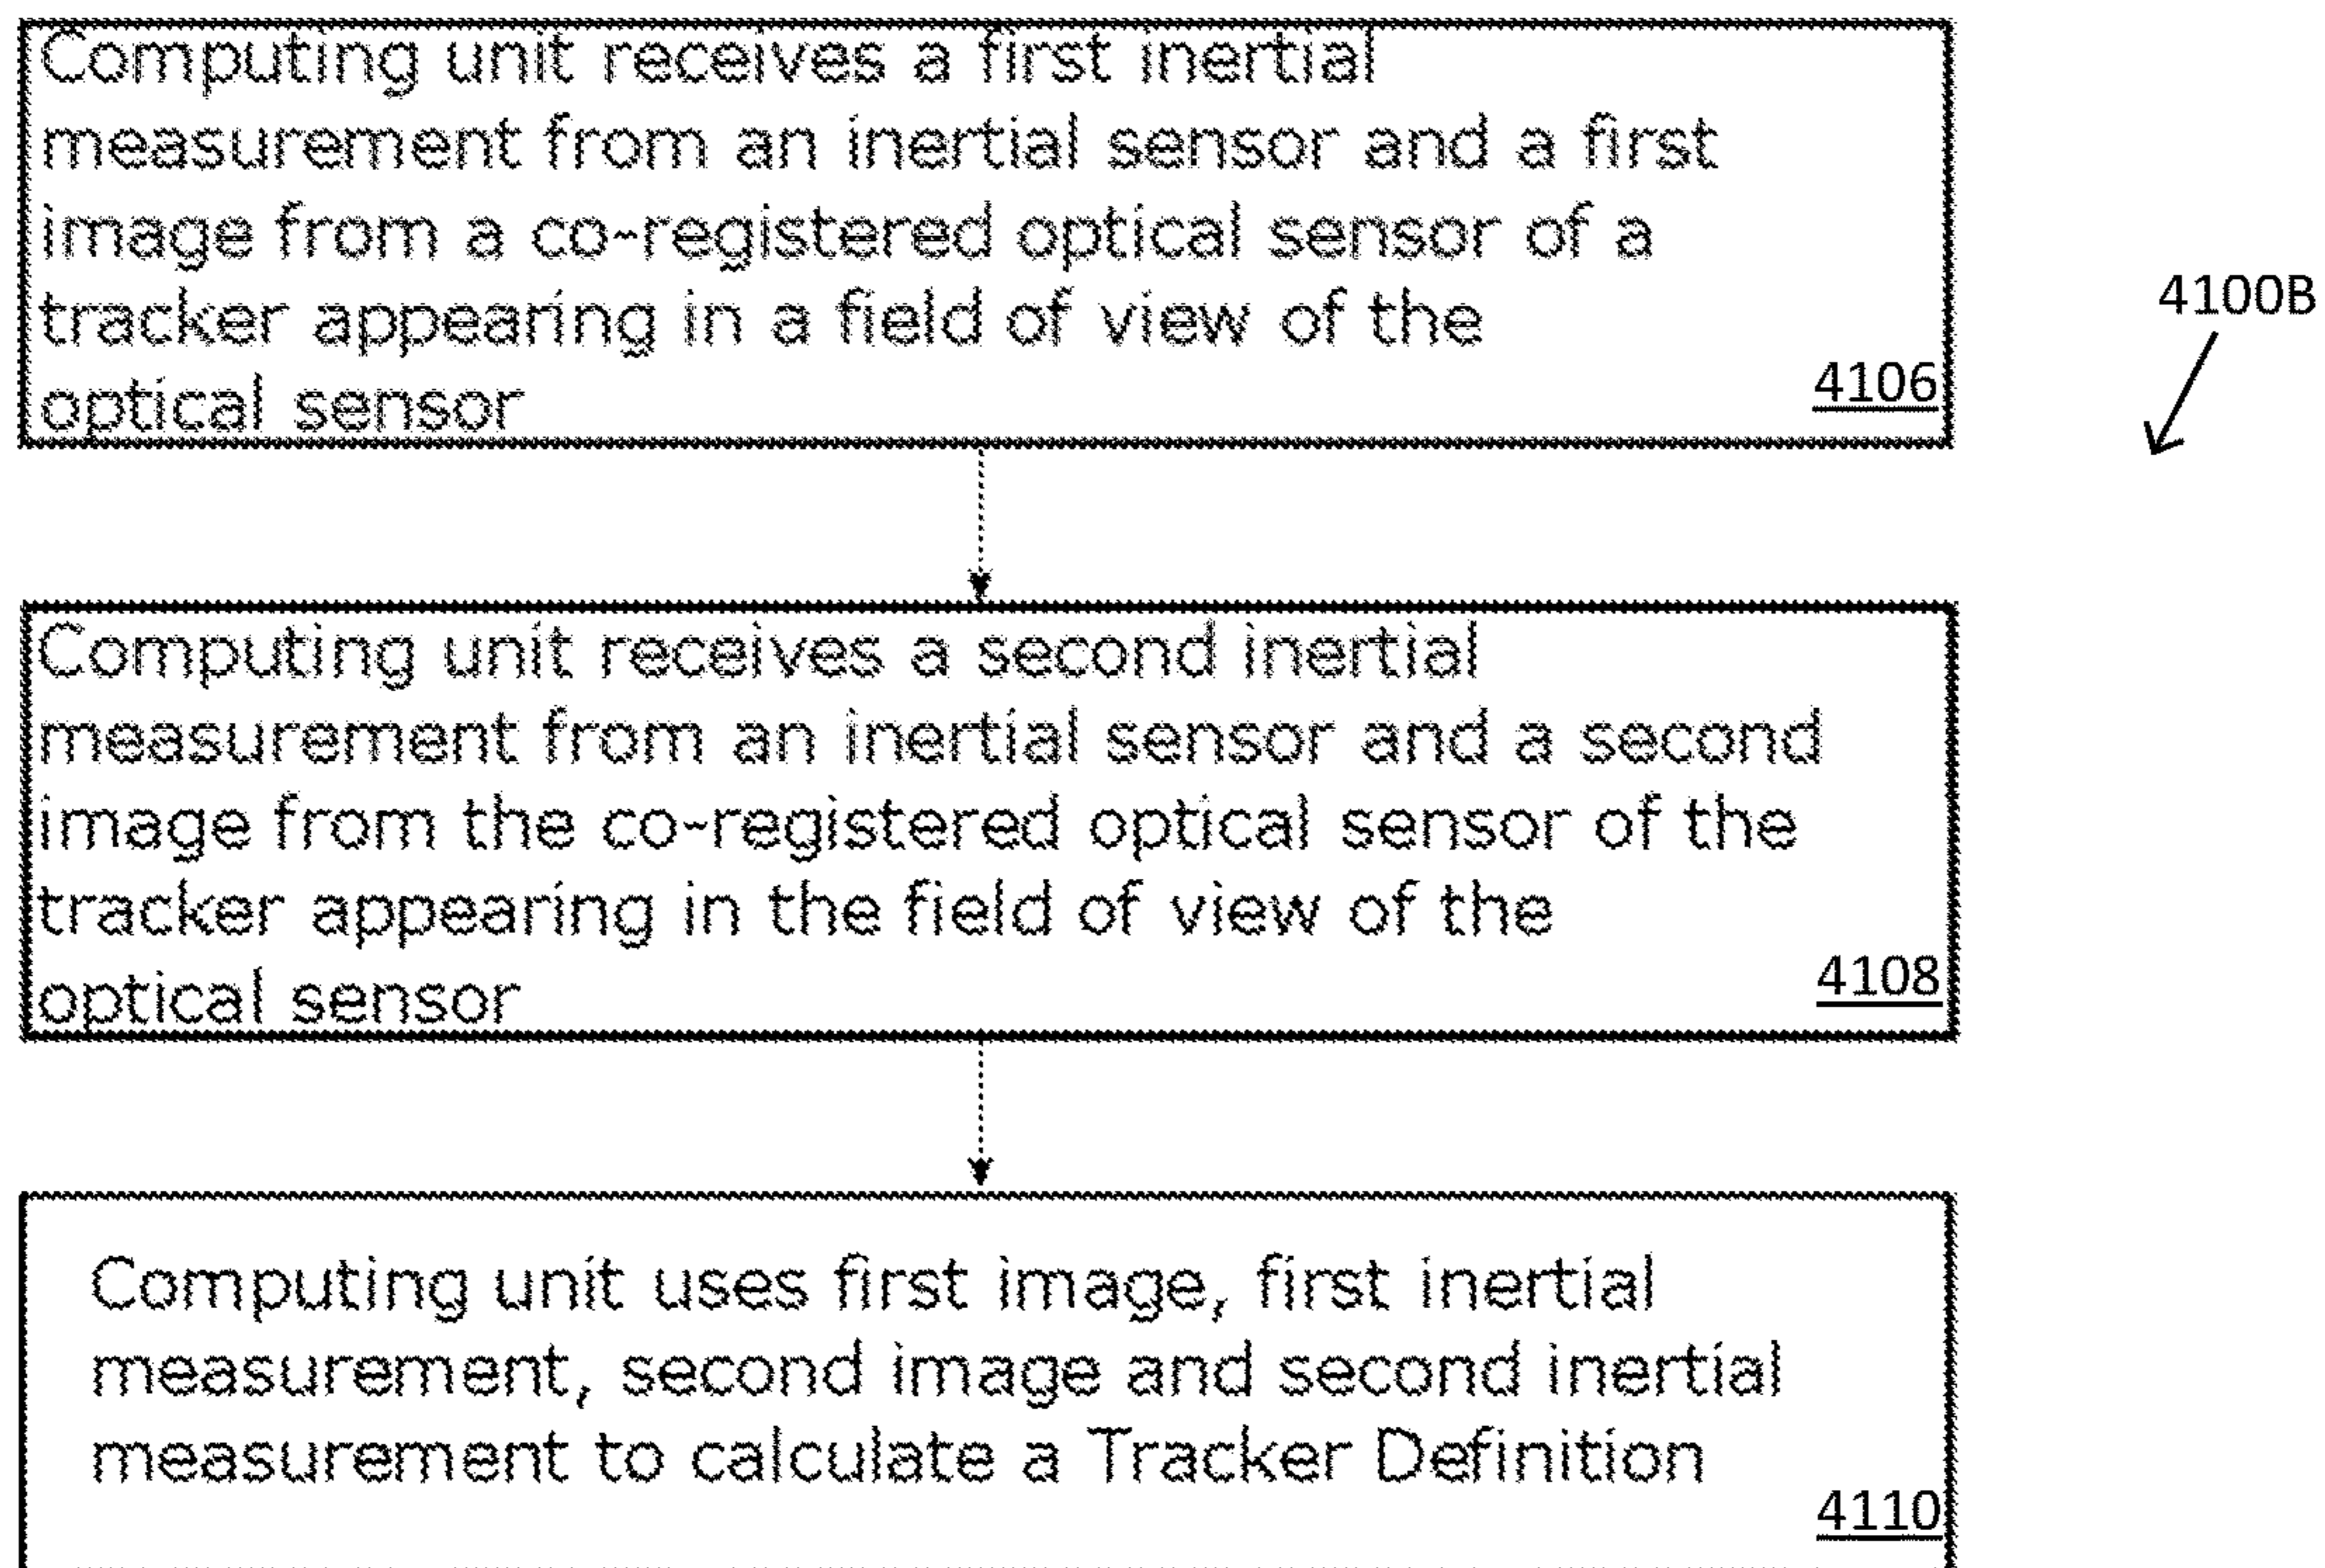 Computing unit receives a first inertial
measurement from an inertial sensor and a first
image from a co-registered optical sensor of a
tracker appearing in a field of view of the
optical sensor
4106
4100B
Computing unit receives a second inertial
measurement from an inertial sensor and a second
image from the co-registered optical sensor of the
tracker appearing in the field of view of the
optical sensor
4108
Computing unit uses first image, first inertial
measurement, second image and second inertial
measurement to calculate a Tracker Definition
4110